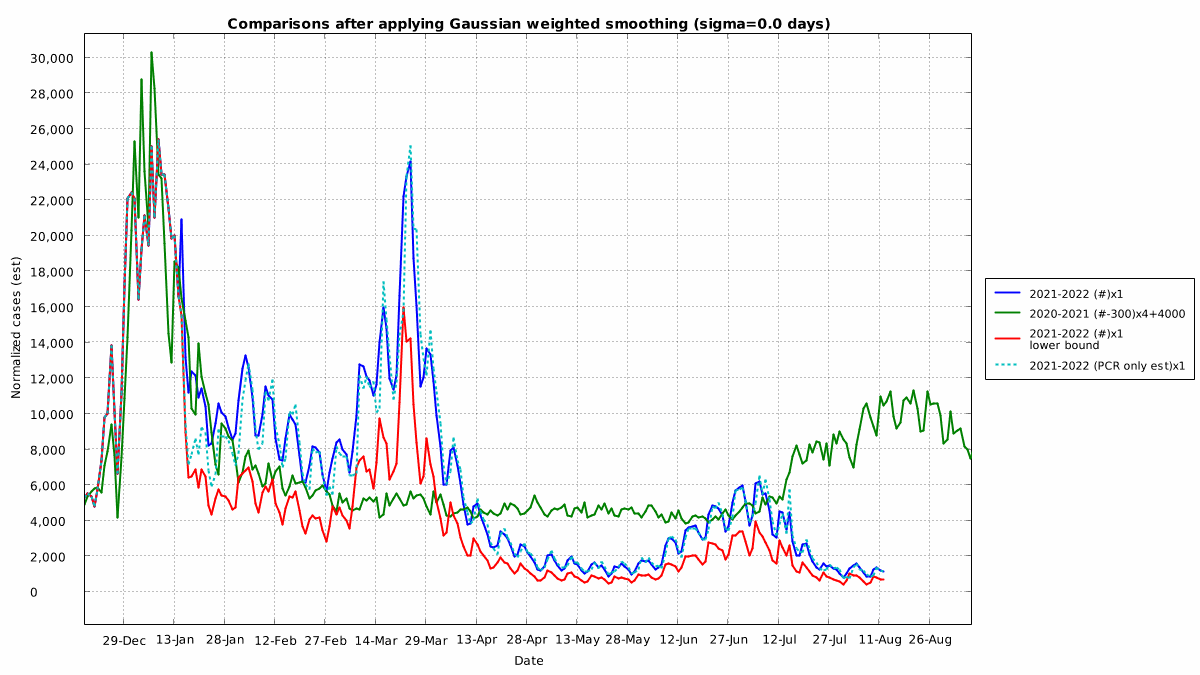 Comparisons after applying Gaussian weighted smoothing (sigma=0.0 days)
30,000
28,000
26,000
24,000
22,000
20,000
18,000
16,000
14,000
12,000
10,000
8,000
6,000
4,000
2,000
0
Normalized cases (est)
29-Dec 13-Jan 28-Jan 12-Feb 27-Feb 14-Mar 29-Mar 13-Apr 28-Apr 13-May 28-May 12-Jun 27-Jun 12-Jul 27-Jul 11-Aug 26-Aug
Date
2021-2022 (#)x1
2020-2021 (#-300)x4+4000
2021-2022 (#)x1
lower bound
2021-2022 (PCR only est)x1